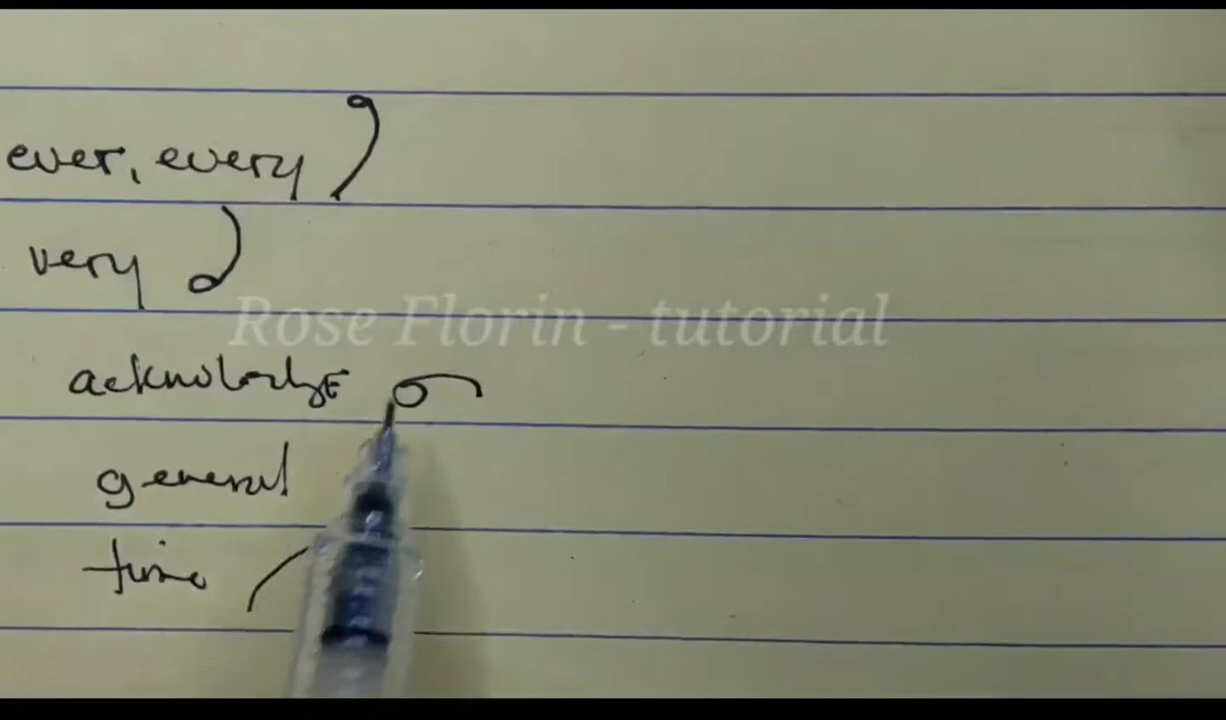 ever, every
very
Rose Florin - tutorial
acknowledge
general
time